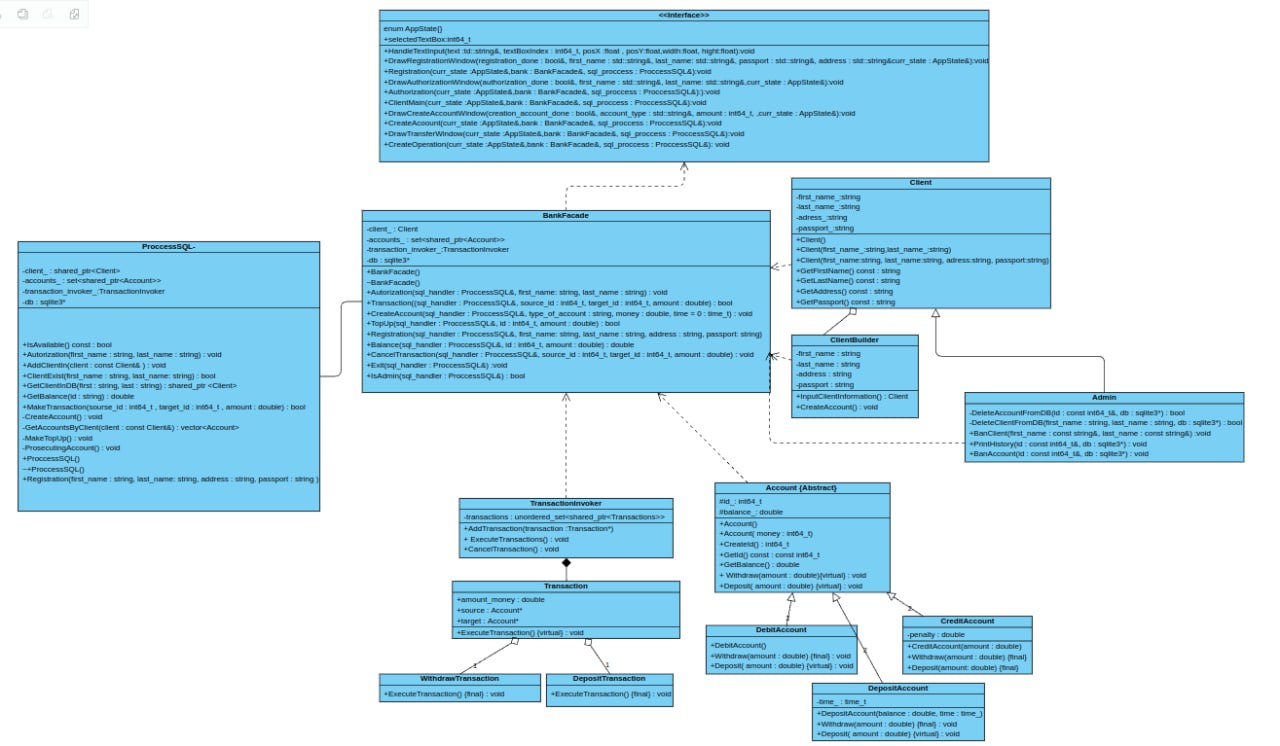 <<Interface>>
enum AppState{}
+selectedTextBox:int64_t
+HandleTextInput(text :td::string&, textBoxIndex : int64_t, posX :float , posY:float,width:float, hight:float):void
+DrawRegistrationWindow(registration_done : bool&, first_name : std::string&, last_name: std::string&, passport : std::string&, address : std::string&curr_state : AppState&):void
+Registration(curr_state :AppState&,bank : BankFacade&, sql_proccess : ProccessSQL&):void
+DrawAuthorizationWindow(authorization_done : bool&, first_name : std::string&, last_name: std::string&,curr_state : AppState&):void
+Authorization(curr_state :AppState&,bank : BankFacade&, sql_proccess : ProccessSQL&):):void
+ClientMain(curr_state :AppState&,bank : BankFacade&, sql_proccess : ProccessSQL&):void
+DrawCreateAccountWindow(creation_account_done : bool&, account_type : std::string&, amount : int64_t, ,curr_state : AppState&):void
+CreateAcoount(curr_state :AppState&,bank : BankFacade&, sql_proccess : ProccessSQL&):void
+DrawTransferWindow(curr_state :AppState&,bank : BankFacade&, sql_proccess : ProccessSQL&):void
+CreateOperation(curr_state :AppState&,bank : BankFacade&, sql_proccess : ProccessSQL&): void
Client
-first_name_:string
-last_name_:string
-adress_:string
-passport_:string
+Client()
+Client(first_name_:string,last_name_:string)
+Client(first_name:string, last_name:string, adress:string, passport:string)
+GetFirstName() const : string
+GetLastName() const : string
+GetAddress() const : string
+GetPassport() const : string
BankFacade
-client_ : Client
-accounts_ : set<shared_ptr<Account>>
-transaction_invoker_:TransactionInvoker
-db : sqlite3*
+BankFacade()
~BankFacade()
+Autorization(sql_handler : ProccessSQL&, first_name: string, last_name : string) : void
+Transaction((sql_handler : ProccessSQL&, source_id : int64_t, target_id : int64_t, amount : double) : bool
+CreateAccount(sql_handler : ProccessSQL&, type_of_account : string, money : double, time = 0 : time_t) : void
+TopUp(sql_handler : ProccessSQL&, id : int64_t, amount : double) : bool
+Registration(sql_handler : ProccessSQL&, first_name: string, last_name : string, address : string, passport: string)
+Balance(sql_handler : ProccessSQL&, id : int64_t, amount : double) : double
+CancelTransaction(sql_handler : ProccessSQL&, source_id : int64_t, target_id : int64_t, amount : double) : void
+Exit(sql_handler : ProccessSQL&) :void
+IsAdmin(sql_handler : ProccessSQL&) : bool
ProccessSQL-
-client_ : shared_ptr<Client>
-accounts_ : set<shared_ptr<Account>>
-transaction_invoker_:TransactionInvoker
-db : sqlite3*
+IsAvaliable() const : bool
+Autorization(first_name : string, last_name : string) : void
+AddClientIn(client : const Client& ) : void
+ClientExist(first_name : string, last_name : string) : bool
+GetClientInDB(first : string, last : string) : shared_ptr <Client>
+GetBalance(id : string) : double
+MakeTransaction(sourse_id : int64_t , target_id : int64_t , amount : double) : bool
-CreateAccount() : void
-GetAccountsByClient(client : const Client&) : vector<Account>
-MakeTopUp() : void
-ProsecutingAccount() : void
+ProccessSQL()
~+ProccessSQL()
+Registration(first_name : string, last_name: string, address : string, passport : string )
ClientBuilder
-first_name : string
-last_name : string
-address : string
-passport : string
+InputClientInformation() : Client
+CreateAccount() : void
Admin
-DeleteAccountFromDB(id : const int64_t&, db : sqlite3*) : bool
-DeleteClientFromDB(first_name : string, last_name : string, db : sqlite3*) : bool
+BanClient(first_name : const string&, last_name : const string&) :void
+PrintHistory(id : const int64_t&, db : sqlite3*) : void
+BanAccount(id : const int64_t&, db : sqlite3*) : void
TransactionInvoker
-transactions : unordered_set<shared_ptr<Transactions>>
+AddTransaction(transaction :Transaction*)
+ ExecuteTransactions() : void
+CancelTransaction() : void
Account {Abstract}
#id_: int64_t
#balance_: double
+Account()
+Account( money : int64_t)
+CreateId() : int64_t
+GetId() const : const int64_t
+GetBalance() : double
+ Withdraw(amount : double){virtual} : void
+Deposit( amount : double) {virtual} : void
Transaction
+amount_money : double
+source : Account*
+target : Account*
+ExecuteTransaction() {virtual} : void
1
1
WithdrawTransaction
+ExecuteTransaction() {final} : void
DepositTransaction
+ExecuteTransaction() {final} : void
2
2
DebitAccount
+DebitAccount()
+Withdraw(amount : double) {final} : void
+Deposit( amount : double) {virtual} : void
CreditAccount
-penalty : double
+CreditAccount(amount : double)
+Withdraw(amount : double) {final}
+Deposit(amount: double) {final}
DepositAccount
-time_ : time_t
+DepositAccount(balance : double, time : time_)
+Withdraw(amount : double) {final} : void
+Deposit( amount : double) {virtual} : void